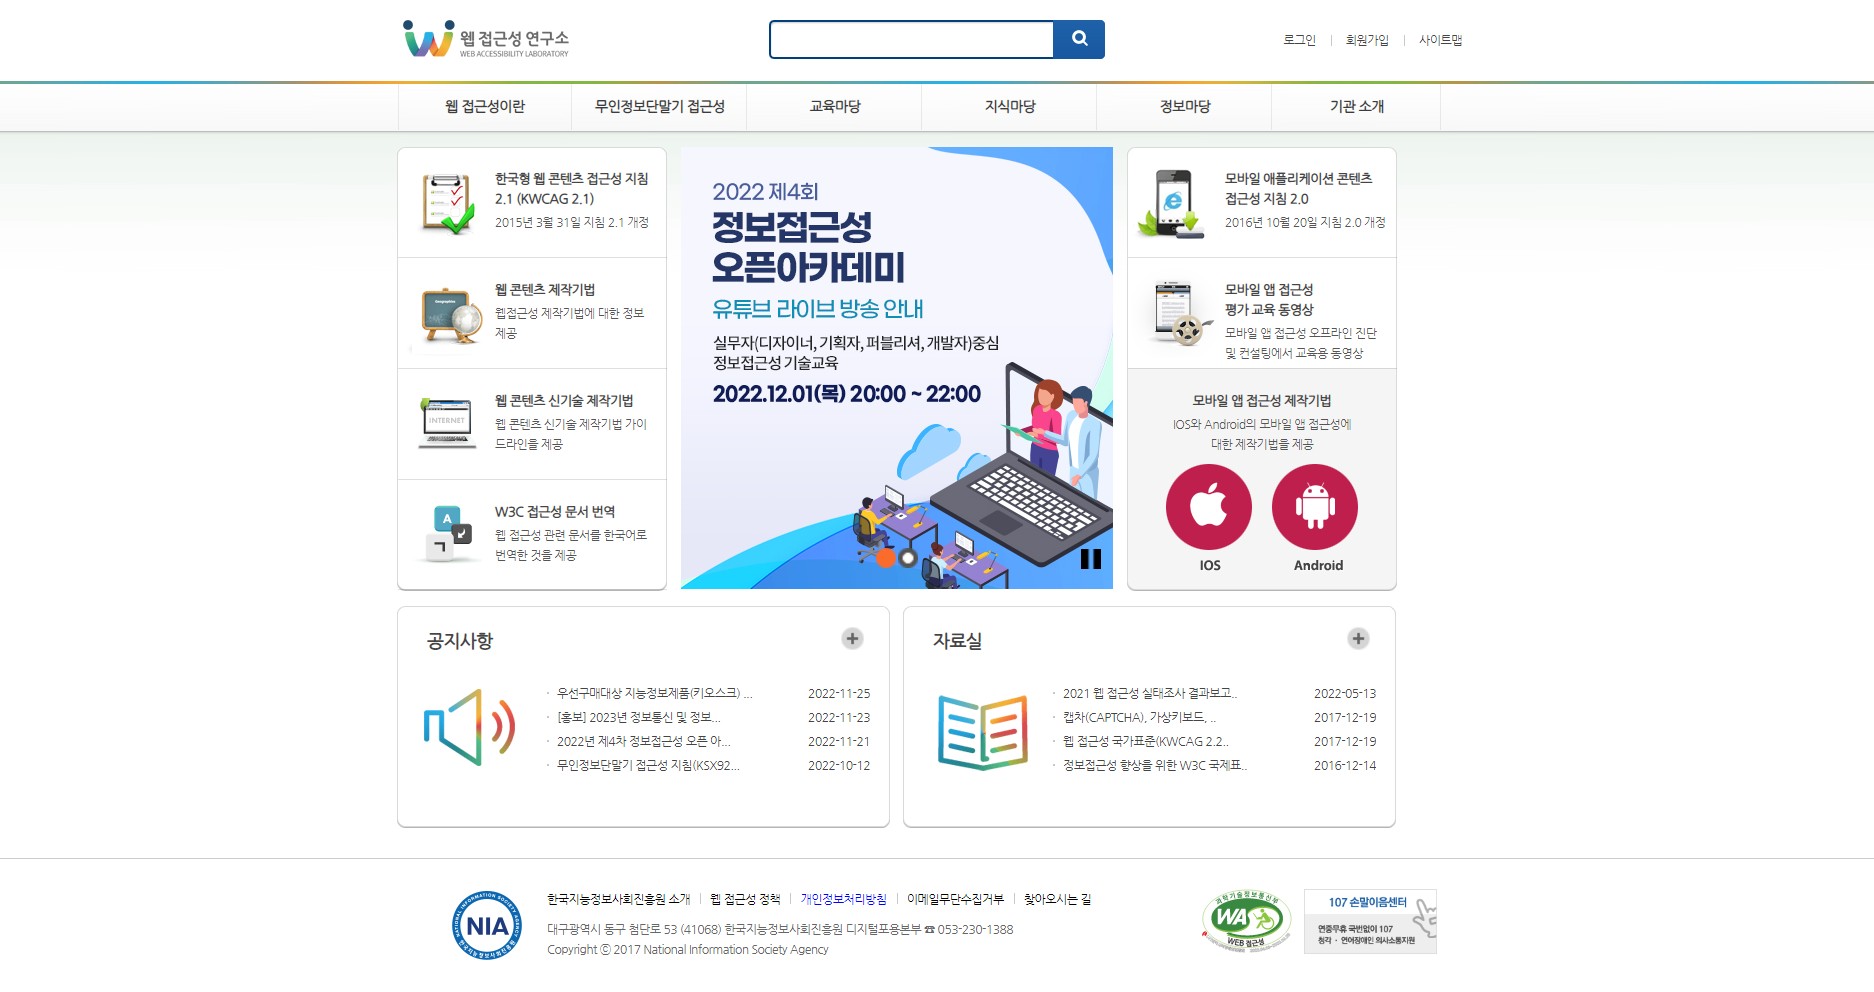 웹 접근성 연구소
WEB ACCESSIBILITY LABORATORY
로그인
회원가입
사이트맵
웹 접근성이란
무인정보단말기 접근성
교육마당
지식마당
정보마당
기관 소개
한국형 웹 콘텐츠 접근성 지침
2.1 (KWCAG 2.1)
2015년 3월 31일 지침 2.1 개정
웹 콘텐츠 제작기법
웹접근성 제작기법에 대한 정보
제공
웹 콘텐츠 신기술 제작기법
웹 콘텐츠 신기술 제작기법 가이
드라인을 제공
INTERNET
W3C 접근성 문서 번역
웹 접근성 관련 문서를 한국어로
번역한 것을 제공
A
ㄱ
2022 제4회
정보접근성
오픈아카데미
유튜브 라이브 방송 안내
실무자(디자이너, 기획자, 퍼블리셔, 개발자)중심
정보접근성 기술교육
2022.12.01(목) 20:00 ~ 22:00
모바일 애플리케이션 콘텐츠
접근성 지침 2.0
2016년 10월 20일 지침 2.0 개정
모바일 앱 접근성
평가 교육 동영상
모바일 앱 접근성 오프라인 진단
및 컨설팅에서 교육용 동영상
모바일 앱 접근성 제작기법
IOS와 Android의 모바일 앱 접근성에
대한 제작기법을 제공
IOS
Android
공지사항
우선구매대상 지능정보제품(키오스크) ... 2022-11-25
[홍보] 2023년 정보통신 및 정보... 2022-11-23
2022년 제4차 정보접근성 오픈 아... 2022-11-21
무인정보단말기 접근성 지침(KSX92... 2022-10-12
자료실
2021 웹 접근성 실태조사 결과보고.. 2022-05-13
캡차(CAPTCHA), 가상키보드, .. 2017-12-19
웹 접근성 국가표준(KWCAG 2.2.. 2017-12-19
정보접근성 향상을 위한 W3C 국제표.. 2016-12-14
NATIONAL INFORMATION SOCIETY AGENCY
NIA
한국지능정보사회진흥원
한국지능정보사회진흥원 소개
웹 접근성 정책
개인정보처리방침
이메일무단수집거부
찾아오시는 길
대구광역시 동구 첨단로 53 (41068) 한국지능정보사회진흥원 디지털포용본부 ☎ 053-230-1388
Copyright ⓒ 2017 National Information Society Agency
과학기술정보통신부
WA
WEB 접근성
107 손말이음센터
연중무휴 국번없이 107
청각 · 언어장애인 의사소통지원